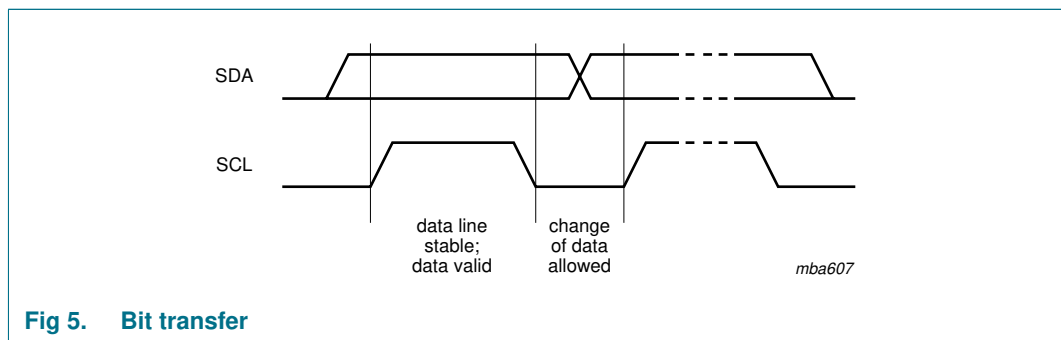 SDA
SCL
data line
stable;
data valid
change
of data
allowed
mba607
Fig 5. Bit transfer